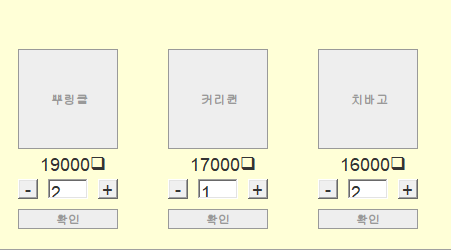 뿌링클 커리퀸 치바고
19000❏ 17000❏ 16000❏
- 2 + - 1 + - 2 +
확인 확인 확인